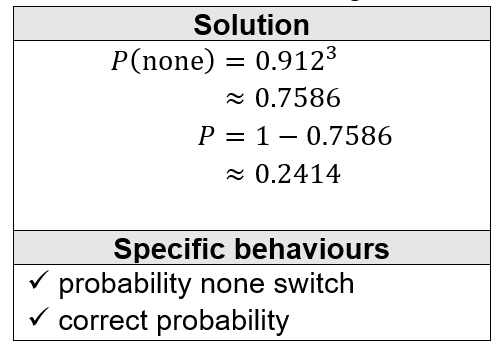 Solution
P(none) = 0.912³
≈ 0.7586
P = 1 − 0.7586
≈ 0.2414
Specific behaviours
✓ probability none switch
✓ correct probability